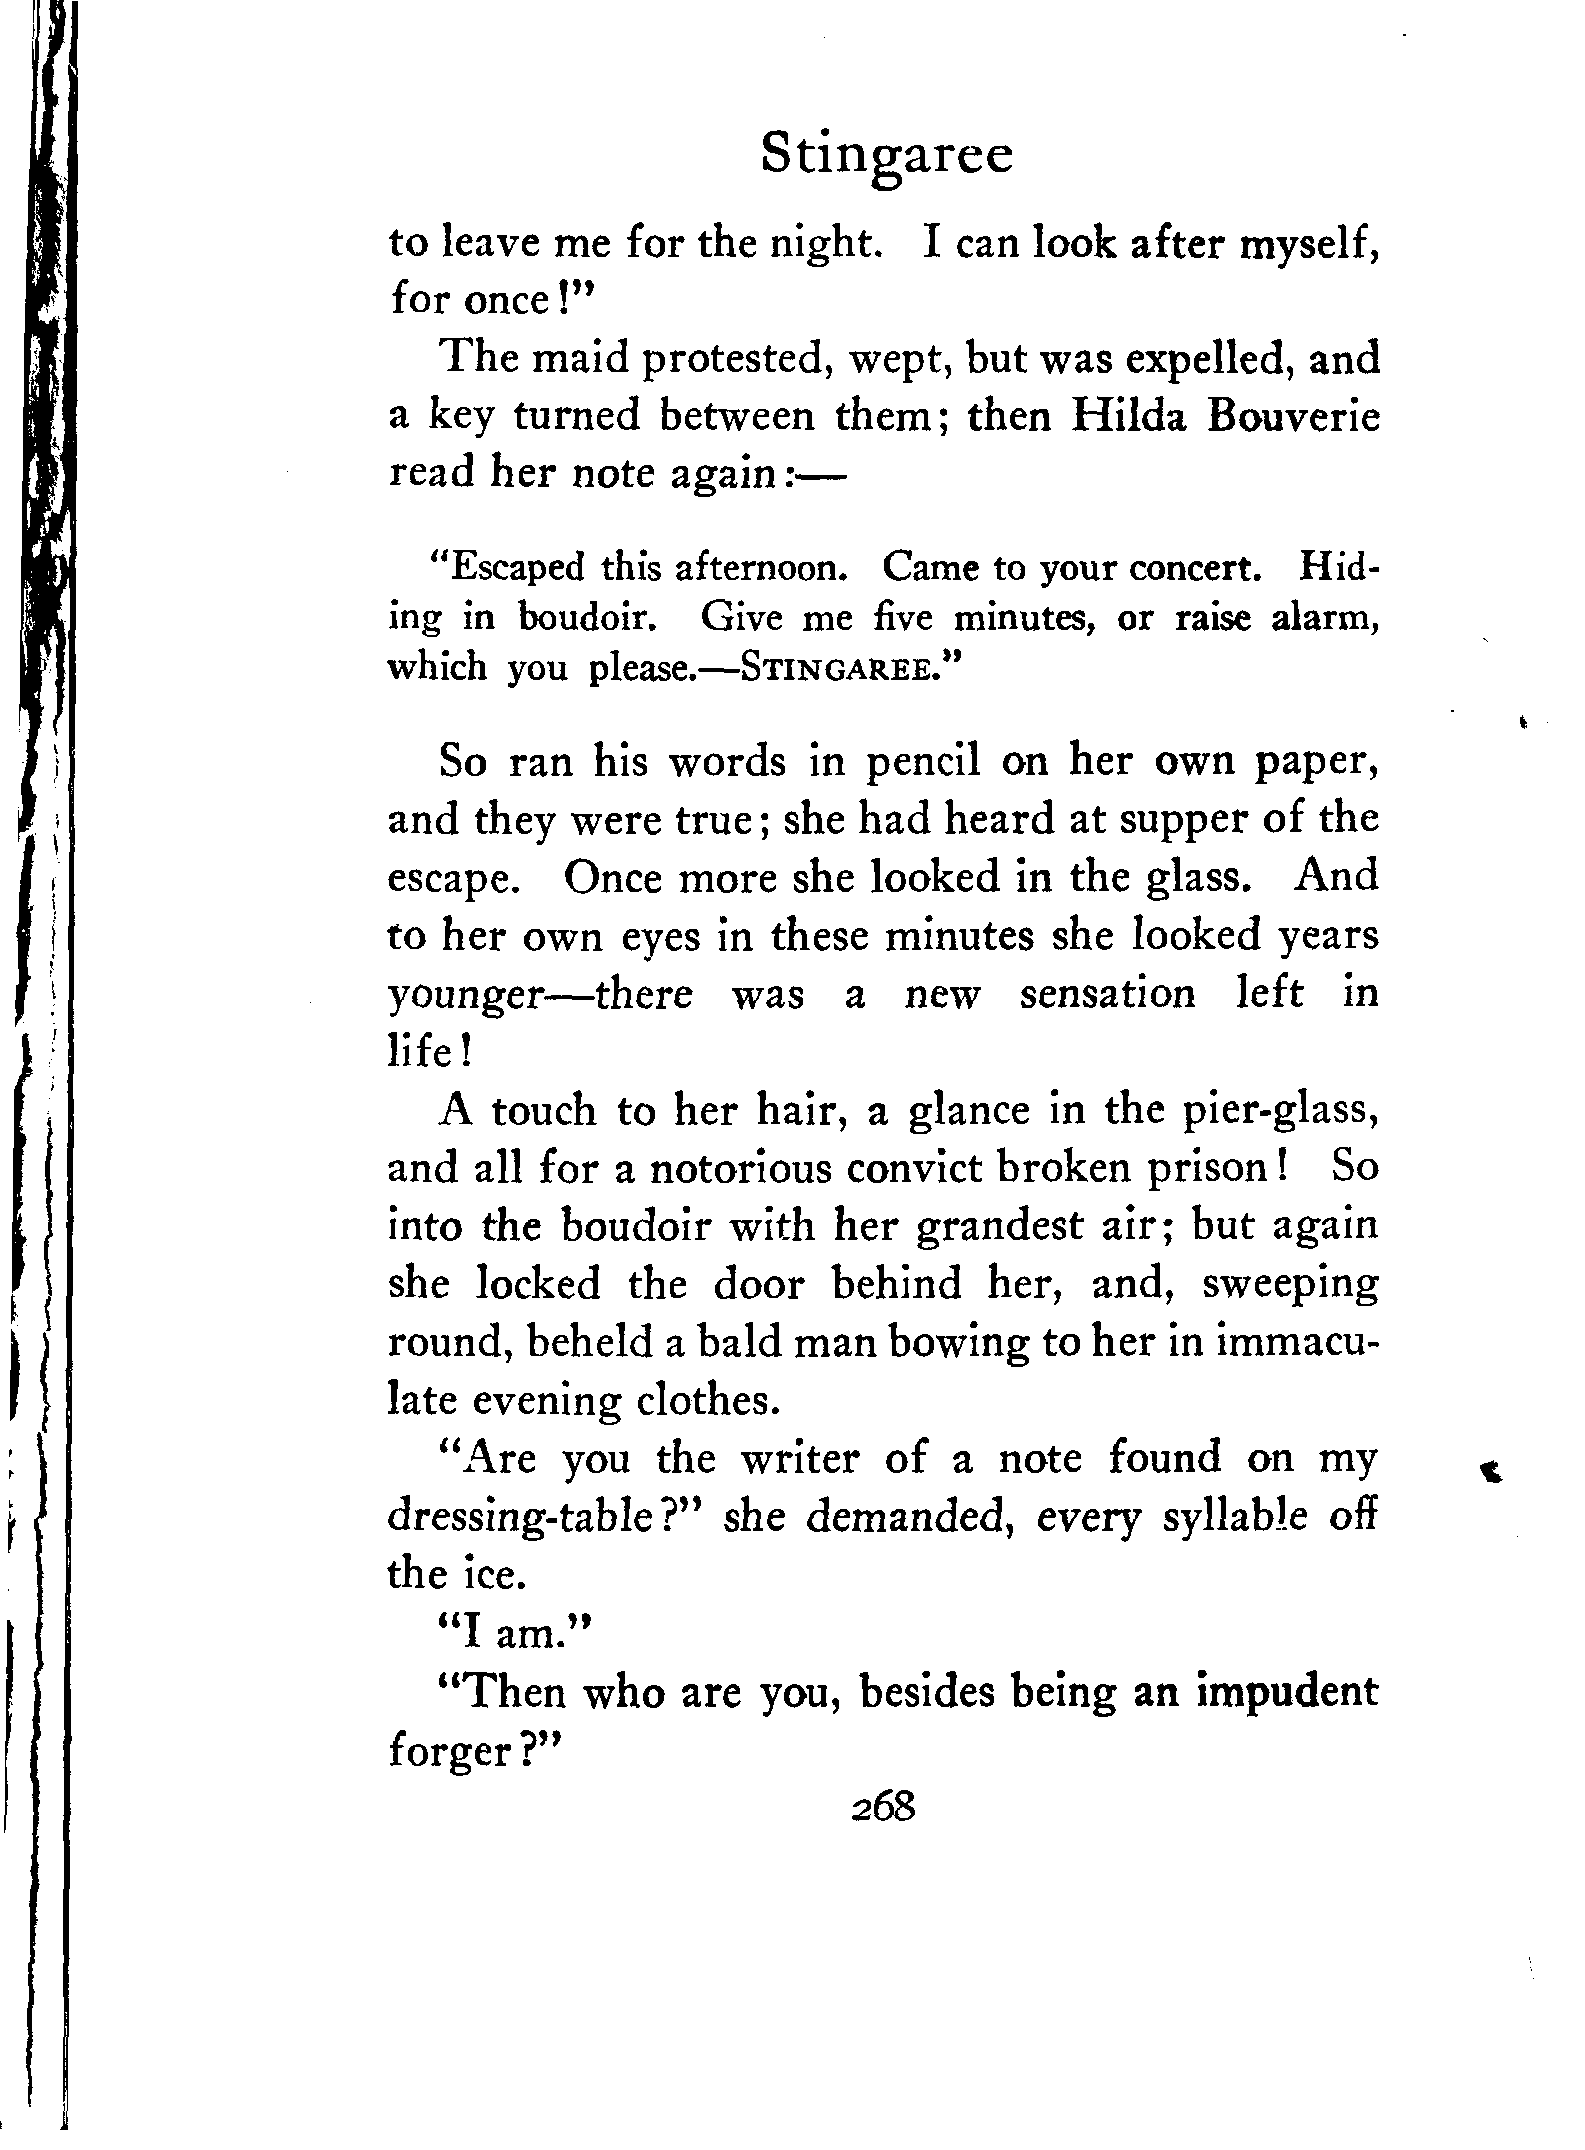 Stingaree
to leave me for the night. I can look after myself,
for once!"
The maid protested, wept, but was expelled, and
a key turned between them; then Hilda Bouverie
read her note again:—
"Escaped this afternoon. Came to your concert. Hid-
ing in boudoir. Give me five minutes, or raise alarm,
which you please.—STINGAREE."
So ran his words in pencil on her own paper,
and they were true; she had heard at supper of the
escape. Once more she looked in the glass. And
to her own eyes in these minutes she looked years
younger—there was a new sensation left in
life!
A touch to her hair, a glance in the pier-glass,
and all for a notorious convict broken prison! So
into the boudoir with her grandest air; but again
she locked the door behind her, and, sweeping
round, beheld a bald man bowing to her in immacu-
late evening clothes.
"Are you the writer of a note found on my
dressing-table?" she demanded, every syllable off
the ice.
"I am."
"Then who are you, besides being an impudent
forger?"
268